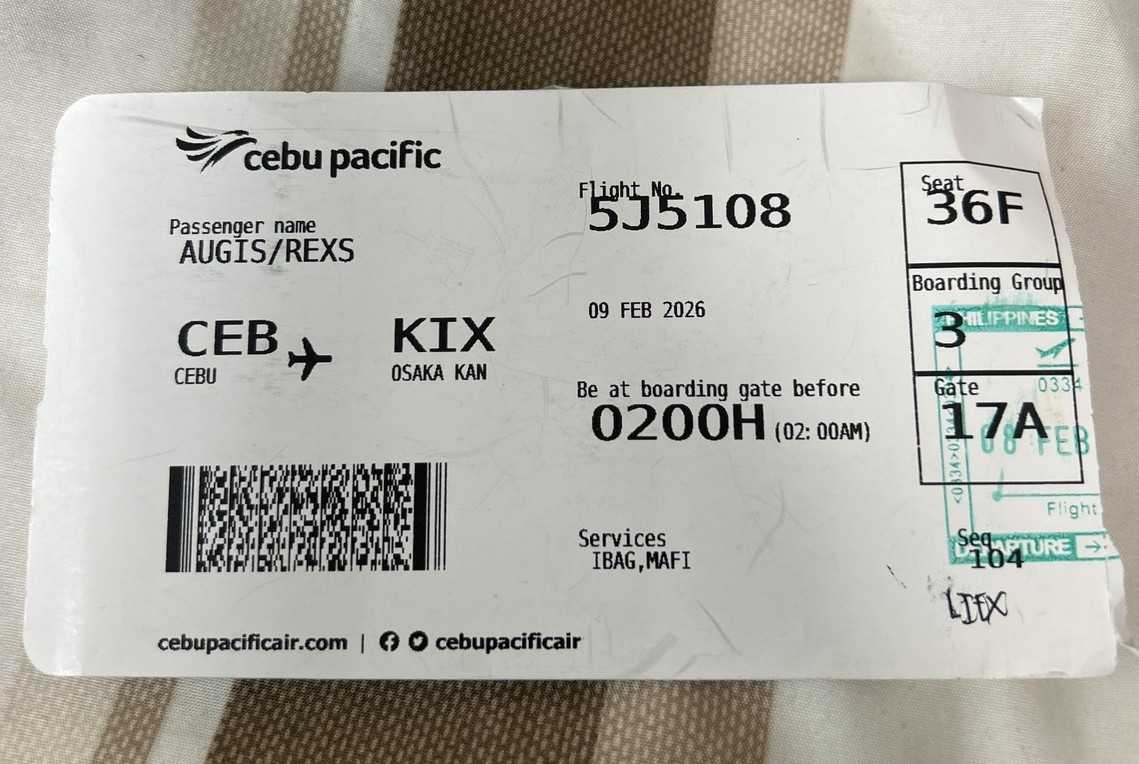 cebu pacific
Passenger name
AUGIS/REXS
CEB
CEBU
KIX
OSAKA KAN
Flight No.
5J5108
09 FEB 2026
Be at boarding gate before
0200H (02:00AM)
Services
IBAG,MAFI
Seat
36F
Boarding Group
3
Gate
17A
Seq
104
PHILIPPINES
0334
08 FEB
Flight
DEPARTURE
cebupacificair.com | cebupacificair